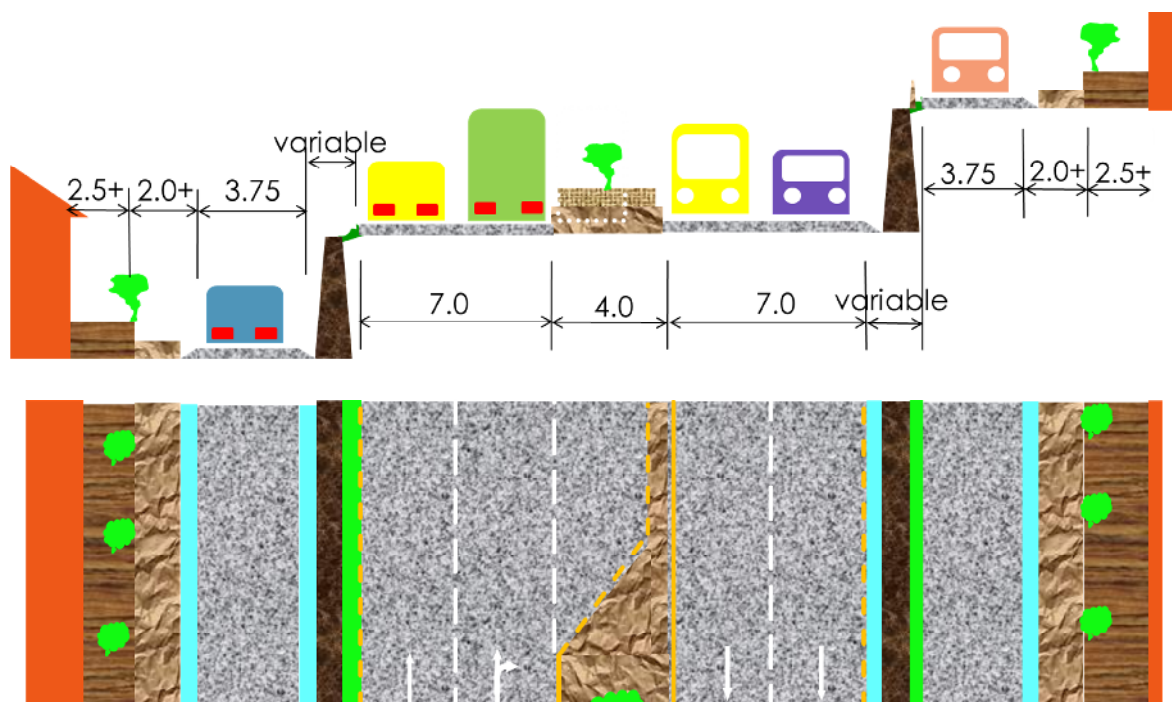 variable
2.5+ 2.0+ 3.75
3.75 2.0+ 2.5+
7.0 4.0 7.0 variable